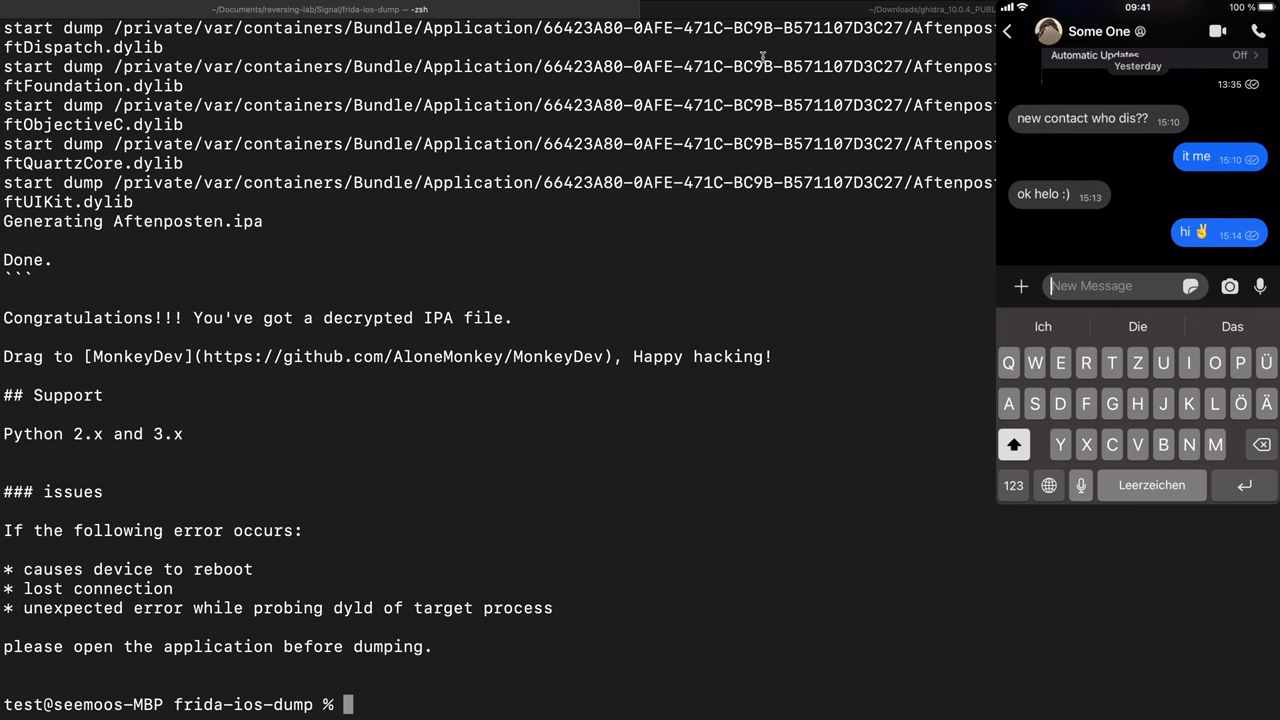 ~/Documents/reversing-lab/Signal/frida-ios-dump — -zsh
~/Downloads/ghidra_10.0.4_PUBL
start dump /private/var/containers/Bundle/Application/66423A80-0AFE-471C-BC9B-B571107D3C27/Aftenpost
ftDispatch.dylib
start dump /private/var/containers/Bundle/Application/66423A80-0AFE-471C-BC9B-B571107D3C27/Aftenpost
ftFoundation.dylib
start dump /private/var/containers/Bundle/Application/66423A80-0AFE-471C-BC9B-B571107D3C27/Aftenpost
ftObjectiveC.dylib
start dump /private/var/containers/Bundle/Application/66423A80-0AFE-471C-BC9B-B571107D3C27/Aftenpost
ftQuartzCore.dylib
start dump /private/var/containers/Bundle/Application/66423A80-0AFE-471C-BC9B-B571107D3C27/Aftenpost
ftUIKit.dylib
Generating Aftenposten.ipa
Done.
```
Congratulations!!! You've got a decrypted IPA file.
Drag to [MonkeyDev](https://github.com/AloneMonkey/MonkeyDev), Happy hacking!
## Support
Python 2.x and 3.x
### issues
If the following error occurs:
* causes device to reboot
* lost connection
* unexpected error while probing dyld of target process
please open the application before dumping.
test@seemoos-MBP frida-ios-dump %
09:41
100 %
Some One
Automatic Updates Off
Yesterday
13:35
new contact who dis?? 15:10
it me 15:10
ok helo :) 15:13
hi ✌️ 15:14
New Message
Ich Die Das
Q W E R T Z U I O P Ü
A S D F G H J K L Ö Ä
Y X C V B N M
123 Leerzeichen